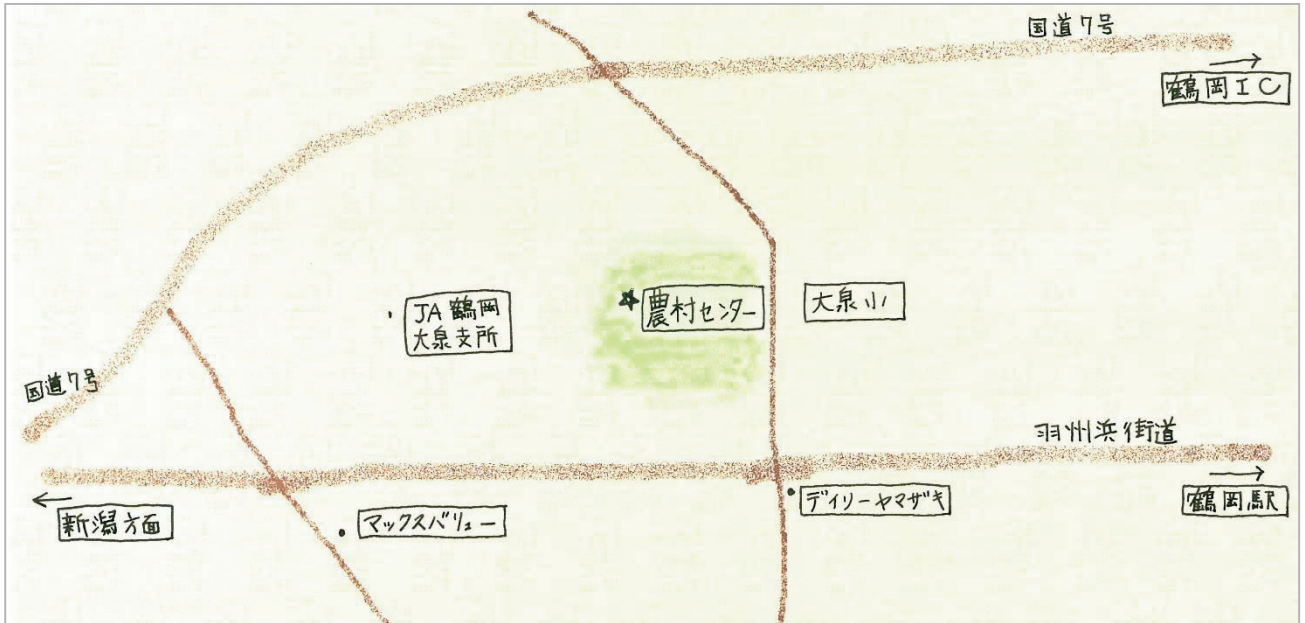 国道7号
鶴岡IC
JA鶴岡
大泉支所
農村センター
大泉小
国道7号
羽州浜街道
新潟方面
マックスバリュー
デイリーヤマザキ
鶴岡駅